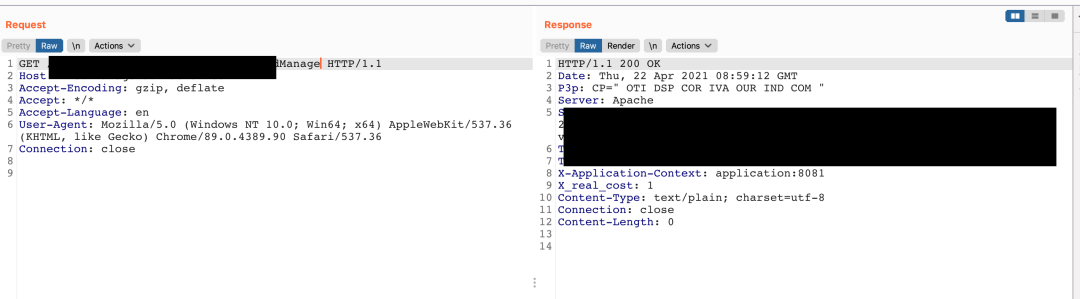 Request
Response
Pretty Raw \n Actions
Pretty Raw Render \n Actions
1 GET Manage HTTP/1.1
2 Host
3 Accept-Encoding: gzip, deflate
4 Accept: */*
5 Accept-Language: en
6 User-Agent: Mozilla/5.0 (Windows NT 10.0; Win64; x64) AppleWebKit/537.36
(KHTML, like Gecko) Chrome/89.0.4389.90 Safari/537.36
7 Connection: close
8
9
1 HTTP/1.1 200 OK
2 Date: Thu, 22 Apr 2021 08:59:12 GMT
3 P3p: CP=" OTI DSP COR IVA OUR IND COM "
4 Server: Apache
5 S
2
v
6 T
7 T
8 X-Application-Context: application:8081
9 X_real_cost: 1
10 Content-Type: text/plain; charset=utf-8
11 Connection: close
12 Content-Length: 0
13
14